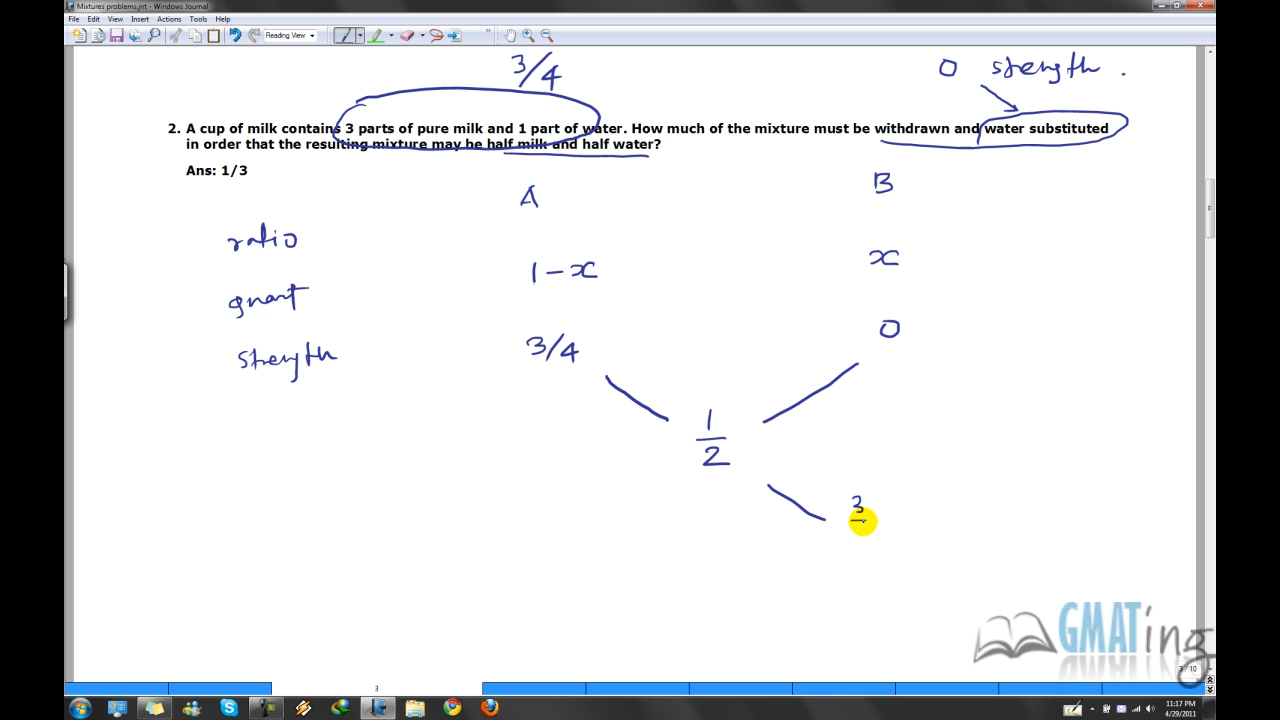 Mixtures problems.jnt - Windows Journal
File Edit View Insert Actions Tools Help
Reading View
3/4
0 strength.
2. A cup of milk contains 3 parts of pure milk and 1 part of water. How much of the mixture must be withdrawn and water substituted
in order that the resulting mixture may be half milk and half water?
Ans: 1/3
A B
ratio
1 - x x
quant
0
strength 3/4
1
2
3
GMATing
3 / 10
3
11:17 PM
4/29/2011